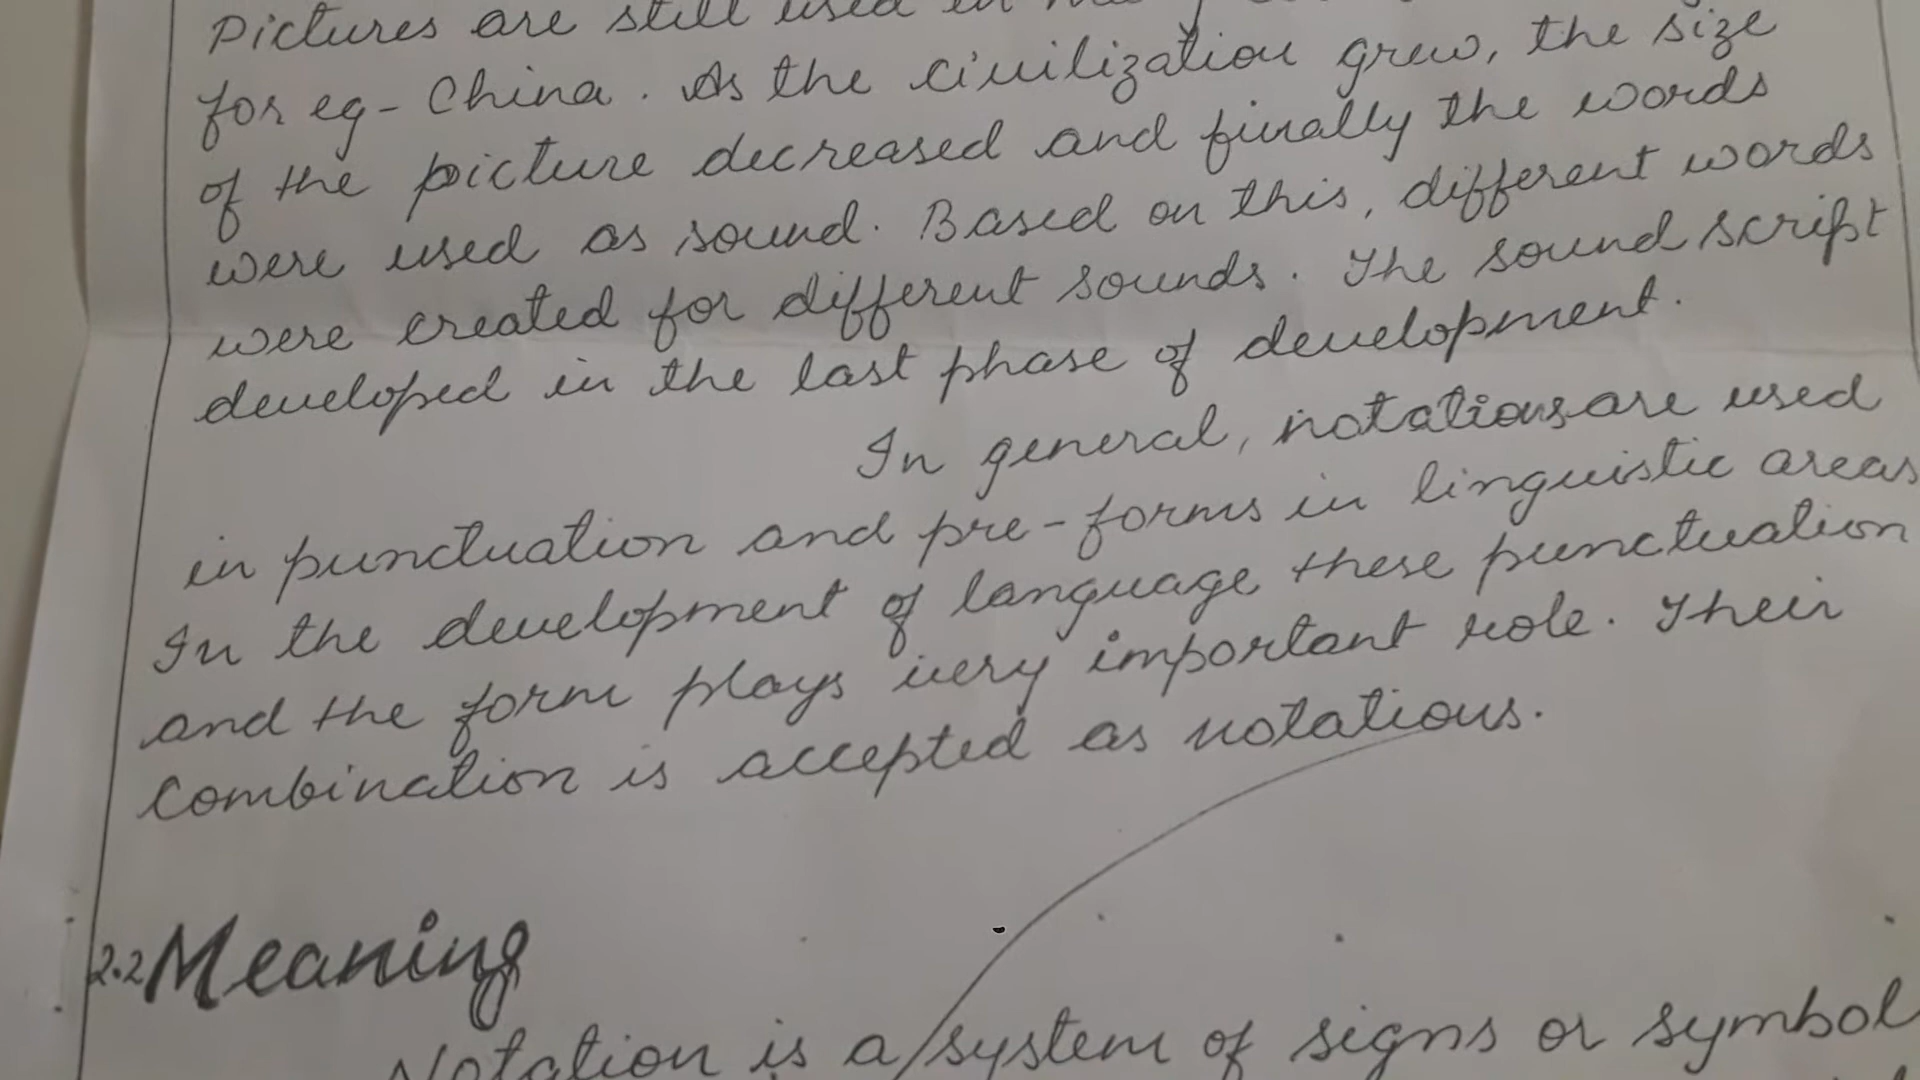 Pictures are still used in
for eg- China. As the civilization grew, the size
of the picture decreased and finally the words
were used as sound. Based on this, different words
were created for different sounds. The sound script
developed in the last phase of development.
In general, notations are used
in punctuation and pre-forms in linguistic areas
In the development of language these punctuation
and the form plays very important role. Their
Combination is accepted as notations.
2.2 Meaning
Notation is a system of signs or symbol